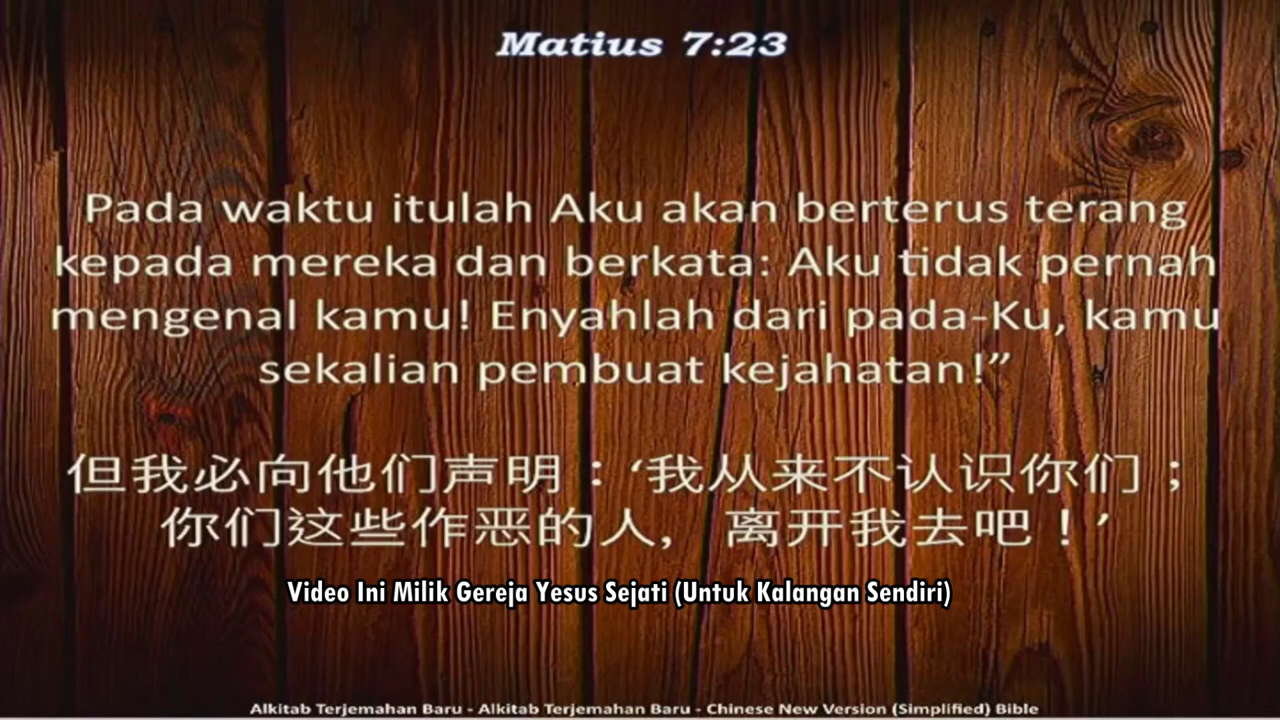 Matius 7:23
Pada waktu itulah Aku akan berterus terang
kepada mereka dan berkata: Aku tidak pernah
mengenal kamu! Enyahlah dari pada-Ku, kamu
sekalian pembuat kejahatan!”
但我必向他们声明：‘我从来不认识你们；
你们这些作恶的人，离开我去吧！’
Video Ini Milik Gereja Yesus Sejati (Untuk Kalangan Sendiri)
Alkitab Terjemahan Baru - Alkitab Terjemahan Baru - Chinese New Version (Simplified) Bible